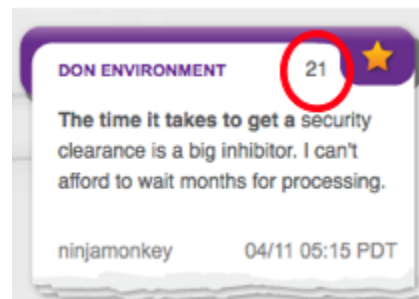 DON ENVIRONMENT 21
The time it takes to get a security
clearance is a big inhibitor. I can't
afford to wait months for processing.
ninjamonkey 04/11 05:15 PDT